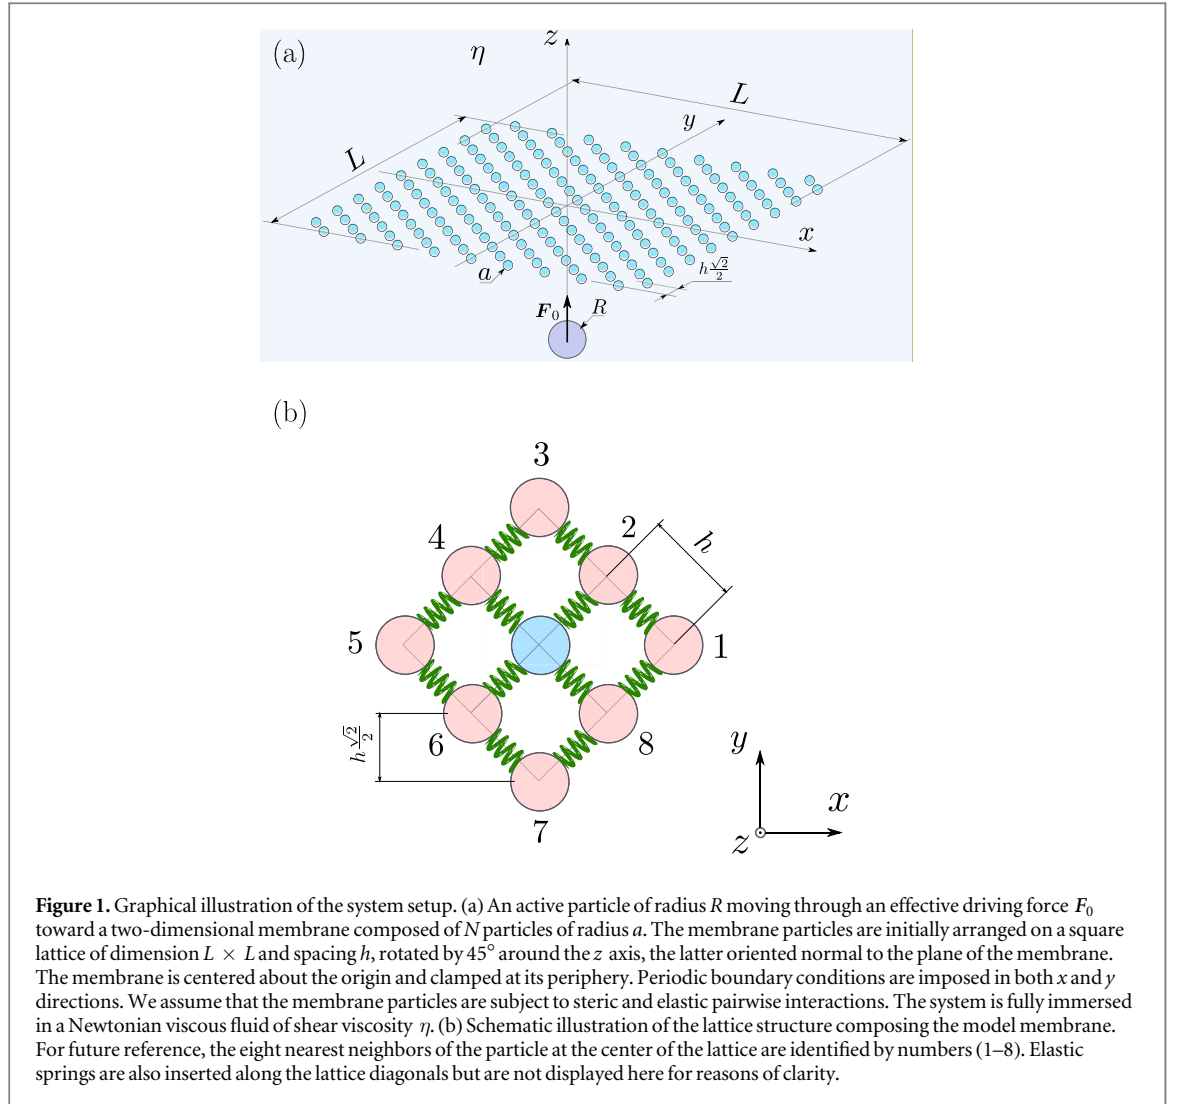 (a)
z
η
L
y
L
x
a
h√2/2
F₀
R
(b)
3
4
2
h
5
1
h√2/2
6
8
7
y
x
z
Figure 1. Graphical illustration of the system setup. (a) An active particle of radius R moving through an effective driving force F₀
toward a two-dimensional membrane composed of N particles of radius a. The membrane particles are initially arranged on a square
lattice of dimension L × L and spacing h, rotated by 45° around the z axis, the latter oriented normal to the plane of the membrane.
The membrane is centered about the origin and clamped at its periphery. Periodic boundary conditions are imposed in both x and y
directions. We assume that the membrane particles are subject to steric and elastic pairwise interactions. The system is fully immersed
in a Newtonian viscous fluid of shear viscosity η. (b) Schematic illustration of the lattice structure composing the model membrane.
For future reference, the eight nearest neighbors of the particle at the center of the lattice are identified by numbers (1–8). Elastic
springs are also inserted along the lattice diagonals but are not displayed here for reasons of clarity.